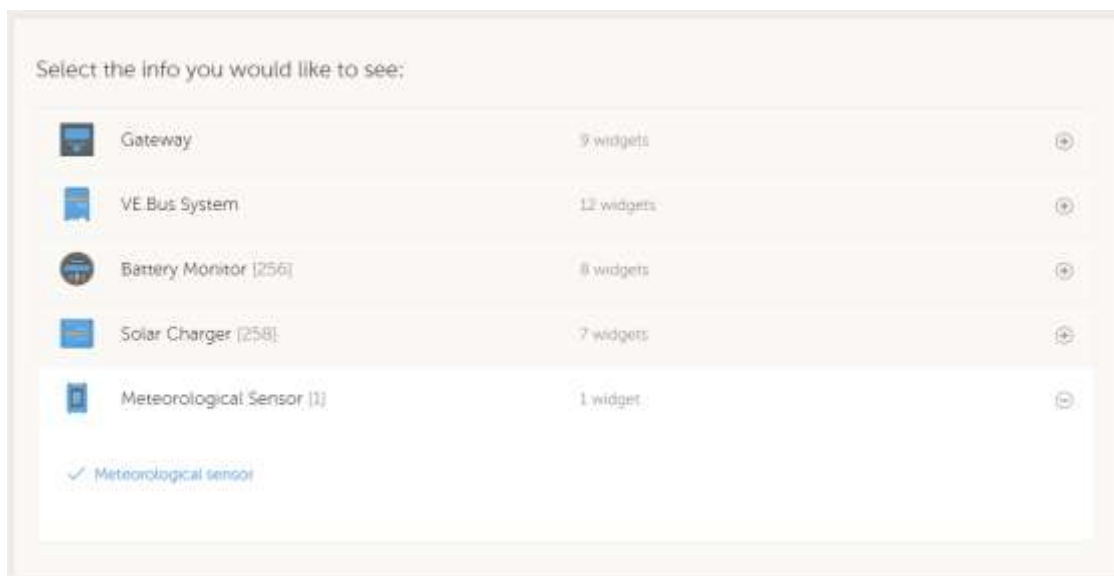 Select the info you would like to see:
Gateway 9 widgets
VE.Bus System 12 widgets
Battery Monitor [256] 8 widgets
Solar Charger [258] 7 widgets
Meteorological Sensor [1] 1 widget
Meteorological sensor